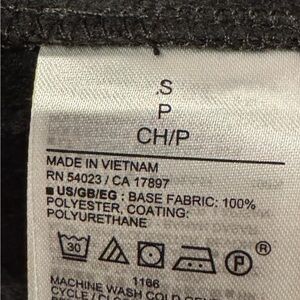 S
P
CH/P
MADE IN VIETNAM
RN 54023 / CA 17897
■ US/GB/EG : BASE FABRIC: 100%
POLYESTER, COATING:
POLYURETHANE
30 P ®
1166
MACHINE WASH COLD
CYCLE